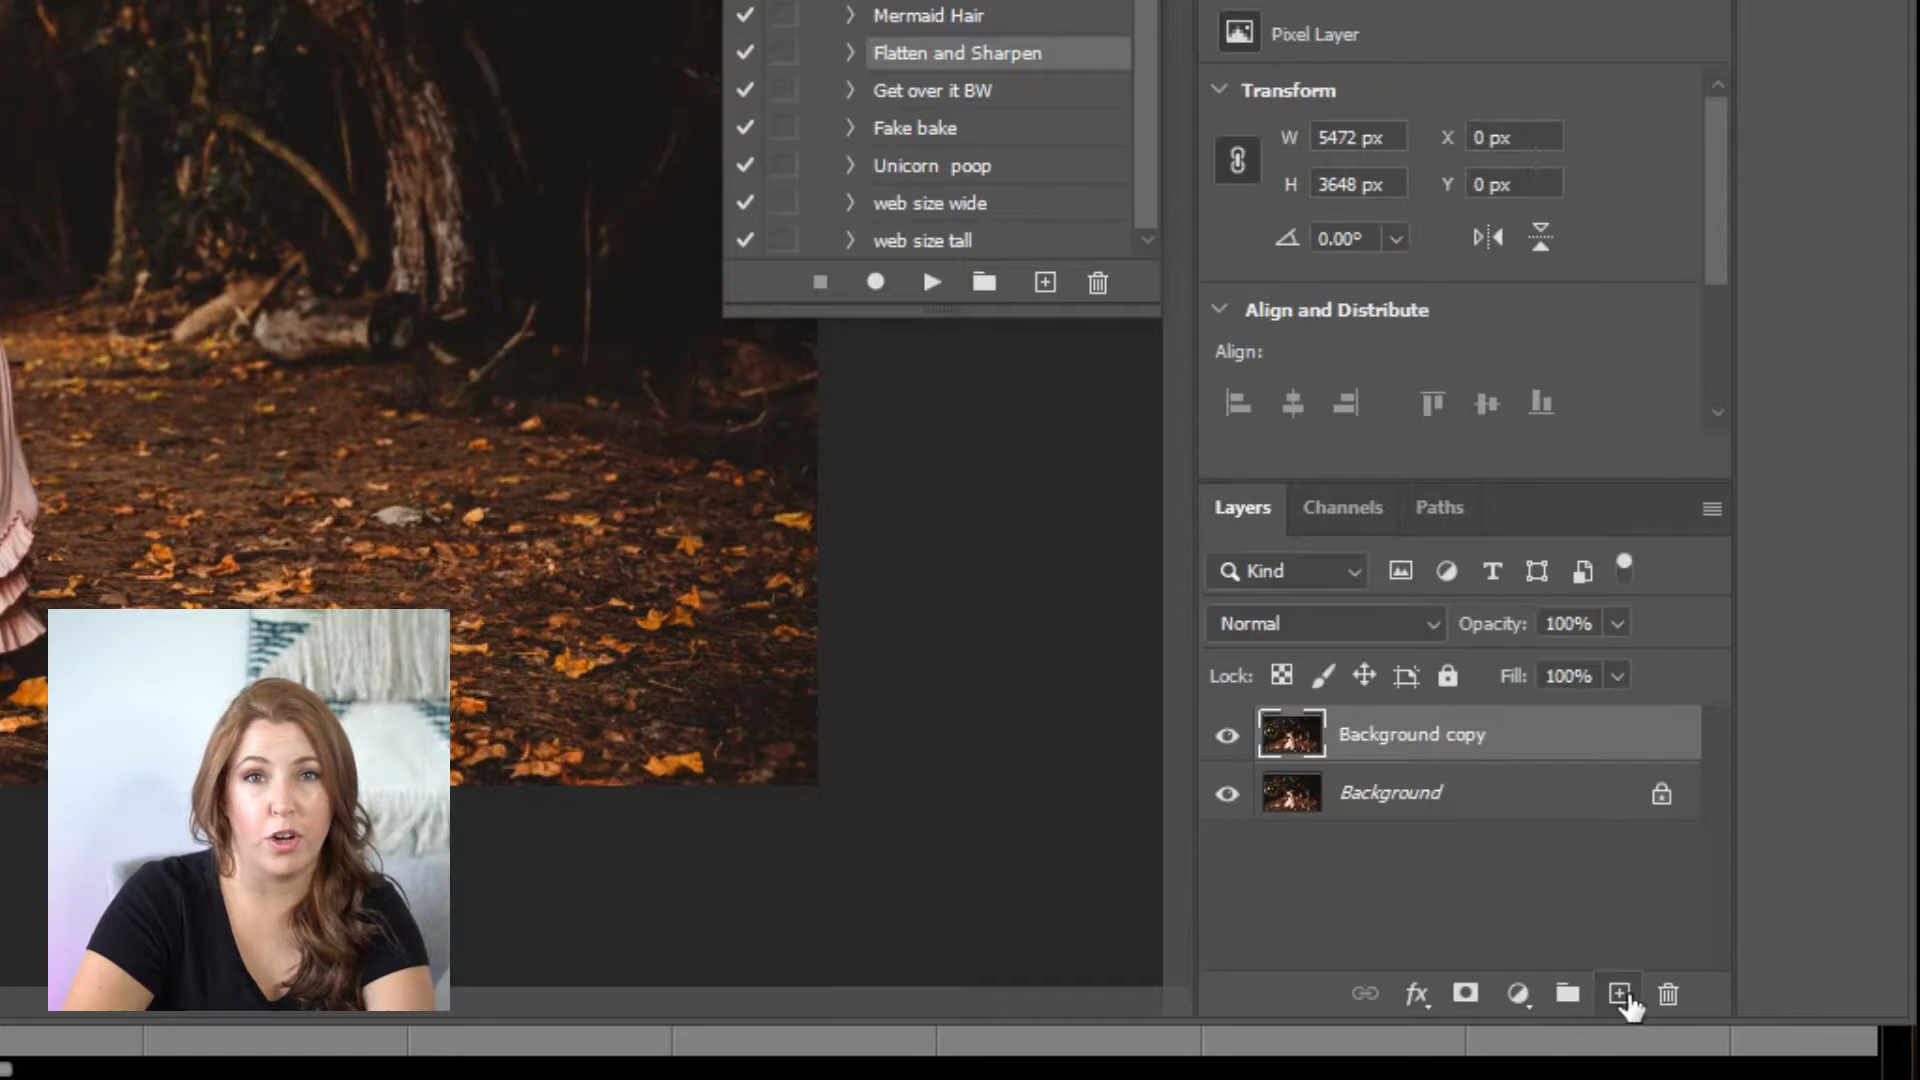 Mermaid Hair
Flatten and Sharpen
Get over it BW
Fake bake
Unicorn poop
web size wide
web size tall
Pixel Layer
Transform
W 5472 px X 0 px
H 3648 px Y 0 px
0.00°
Align and Distribute
Align:
Layers Channels Paths
Kind
Normal Opacity: 100%
Lock: Fill: 100%
Background copy
Background
fx